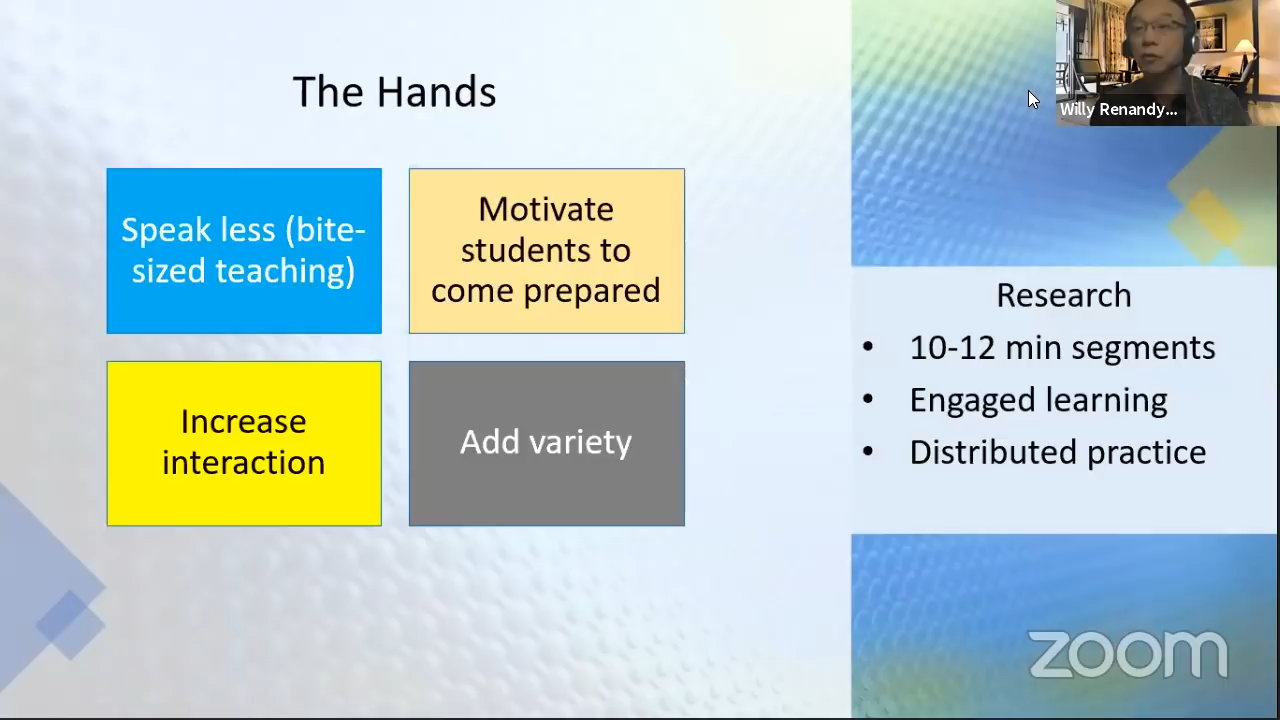 The Hands
Speak less (bite-
sized teaching)
Motivate
students to
come prepared
Increase
interaction
Add variety
Willy Renandy...
Research
• 10-12 min segments
• Engaged learning
• Distributed practice
zoom